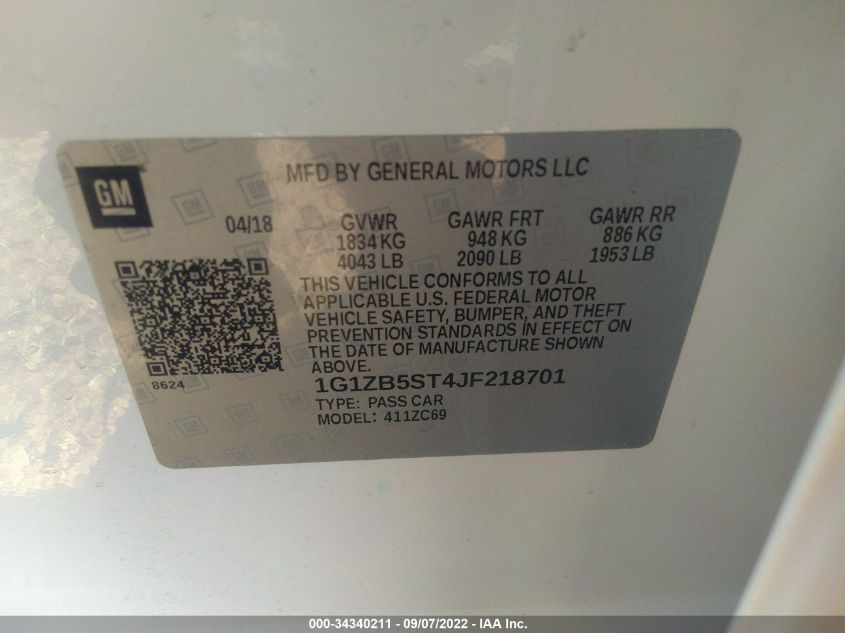 GM
MFD BY GENERAL MOTORS LLC
04/18 GVWR GAWR FRT GAWR RR
1834 KG 948 KG 886 KG
4043 LB 2090 LB 1953 LB
THIS VEHICLE CONFORMS TO ALL
APPLICABLE U.S. FEDERAL MOTOR
VEHICLE SAFETY, BUMPER, AND THEFT
PREVENTION STANDARDS IN EFFECT ON
THE DATE OF MANUFACTURE SHOWN
ABOVE.
8624
1G1ZB5ST4JF218701
TYPE: PASS CAR
MODEL: 411ZC69
000-34340211 - 09/07/2022 - IAA Inc.